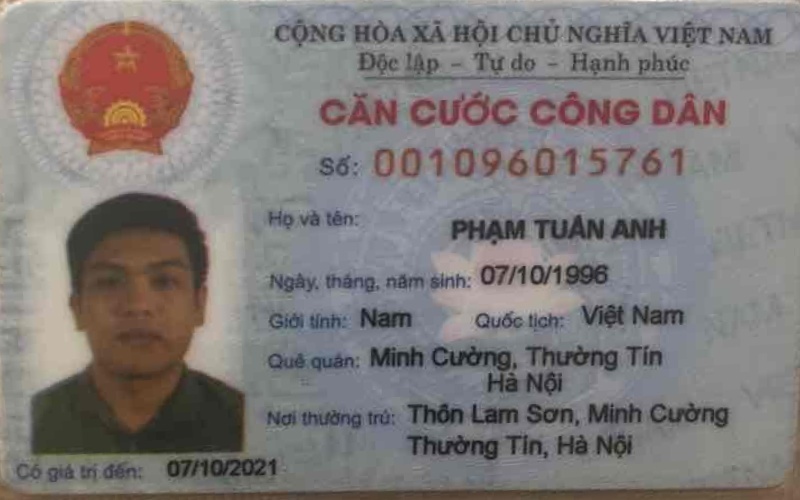 CỘNG HÒA XÃ HỘI CHỦ NGHĨA VIỆT NAM
Độc lập - Tự do - Hạnh phúc
CĂN CƯỚC CÔNG DÂN
Số: 001096015761
Họ và tên: PHẠM TUÂN ANH
Ngày, tháng, năm sinh: 07/10/1996
Giới tính: Nam Quốc tịch: Việt Nam
Quê quán: Minh Cường, Thường Tín
Hà Nội
Nơi thường trú: Thôn Lam Sơn, Minh Cường
Thường Tín, Hà Nội
Có giá trị đến: 07/10/2021